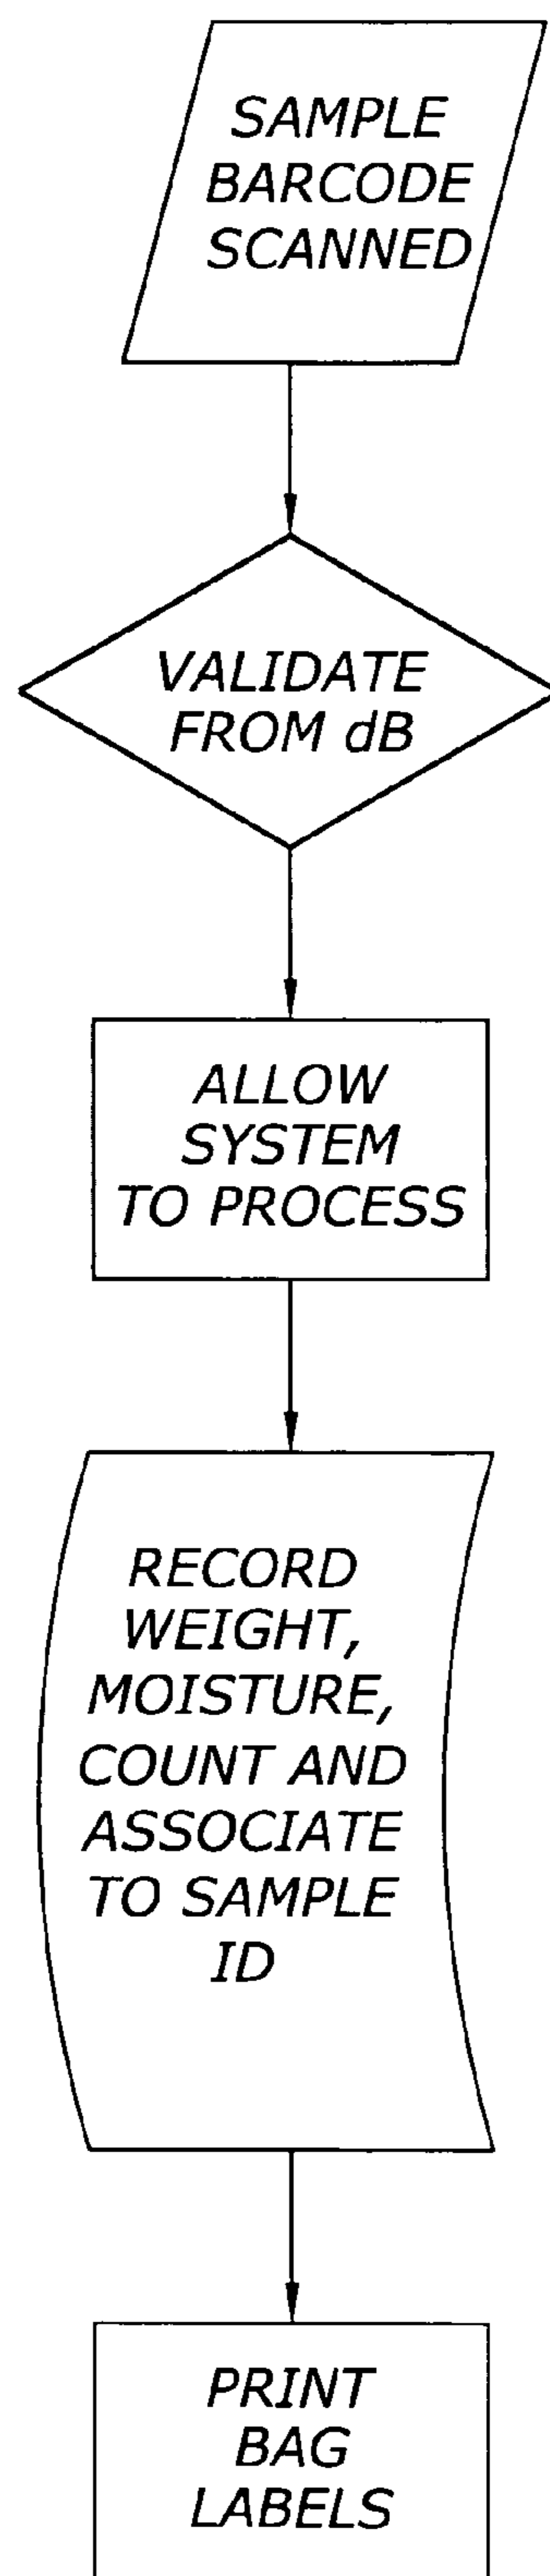 SAMPLE
BARCODE
SCANNED
VALIDATE
FROM dB
ALLOW
SYSTEM
TO PROCESS
RECORD
WEIGHT,
MOISTURE,
COUNT AND
ASSOCIATE
TO SAMPLE
ID
PRINT
BAG
LABELS